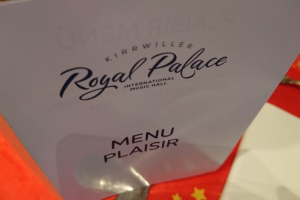 KIRRWILLER
Royal Palace
INTERNATIONAL
MUSIC HALL
MENU
PLAISIR